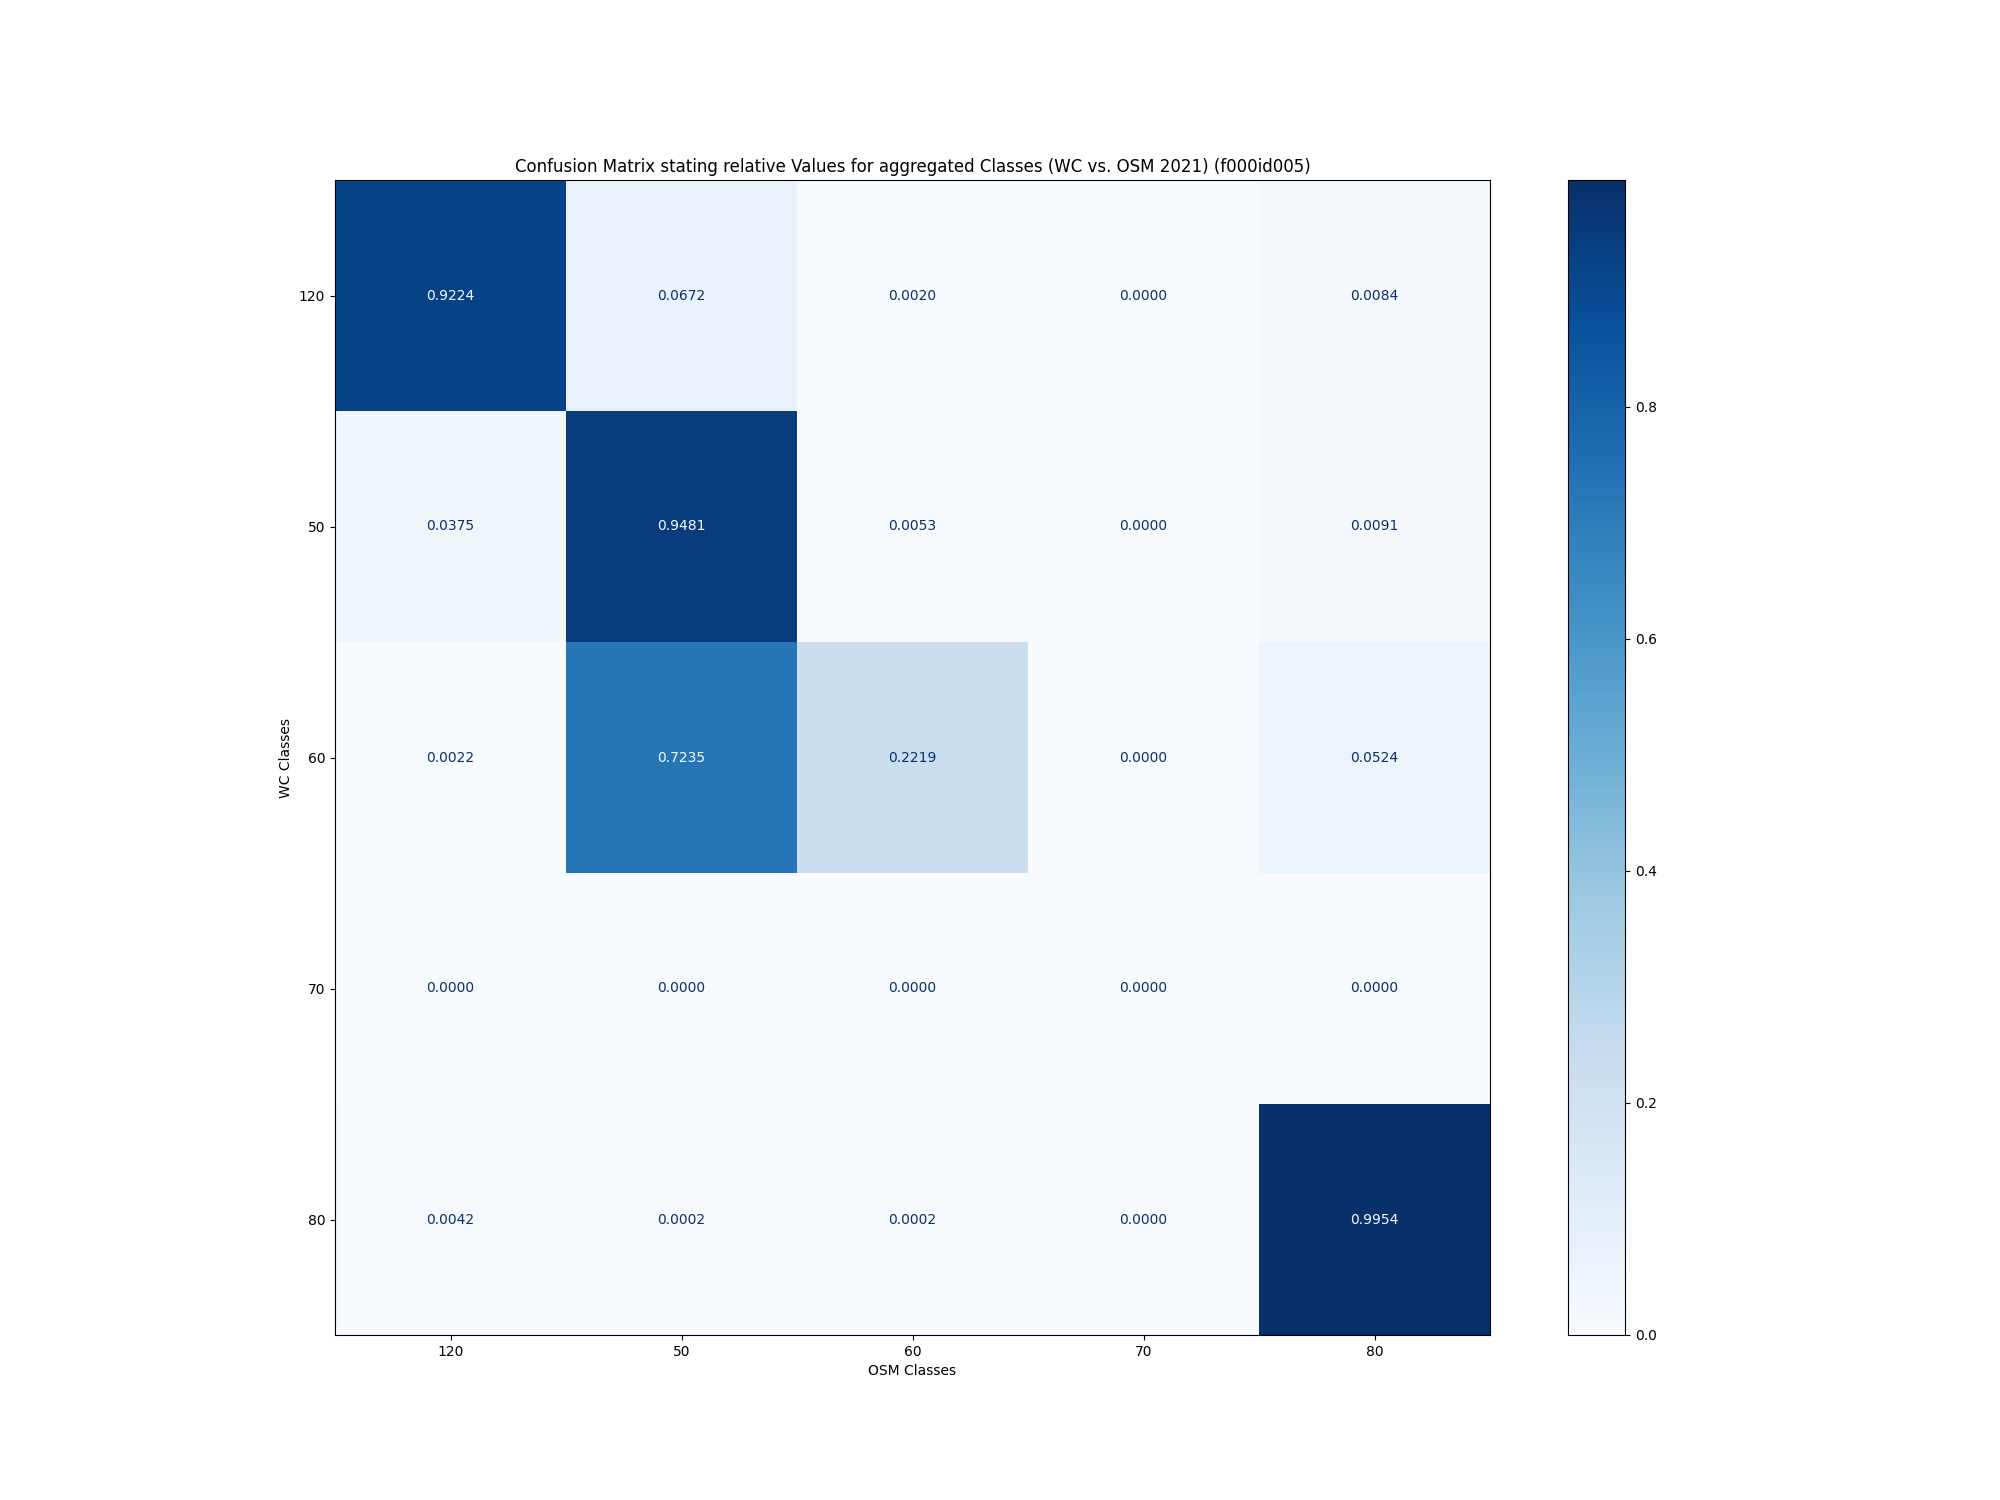 Confusion Matrix stating relative Values for aggregated Classes (WC vs. OSM 2021) (f000id005)
120 0.9224 0.0672 0.0020 0.0000 0.0084
0.8
50 0.0375 0.9481 0.0053 0.0000 0.0091
0.6
WC Classes
60 0.0022 0.7235 0.2219 0.0000 0.0524
0.4
70 0.0000 0.0000 0.0000 0.0000 0.0000
0.2
80 0.0042 0.0002 0.0002 0.0000 0.9954
0.0
120 50 60 70 80
OSM Classes